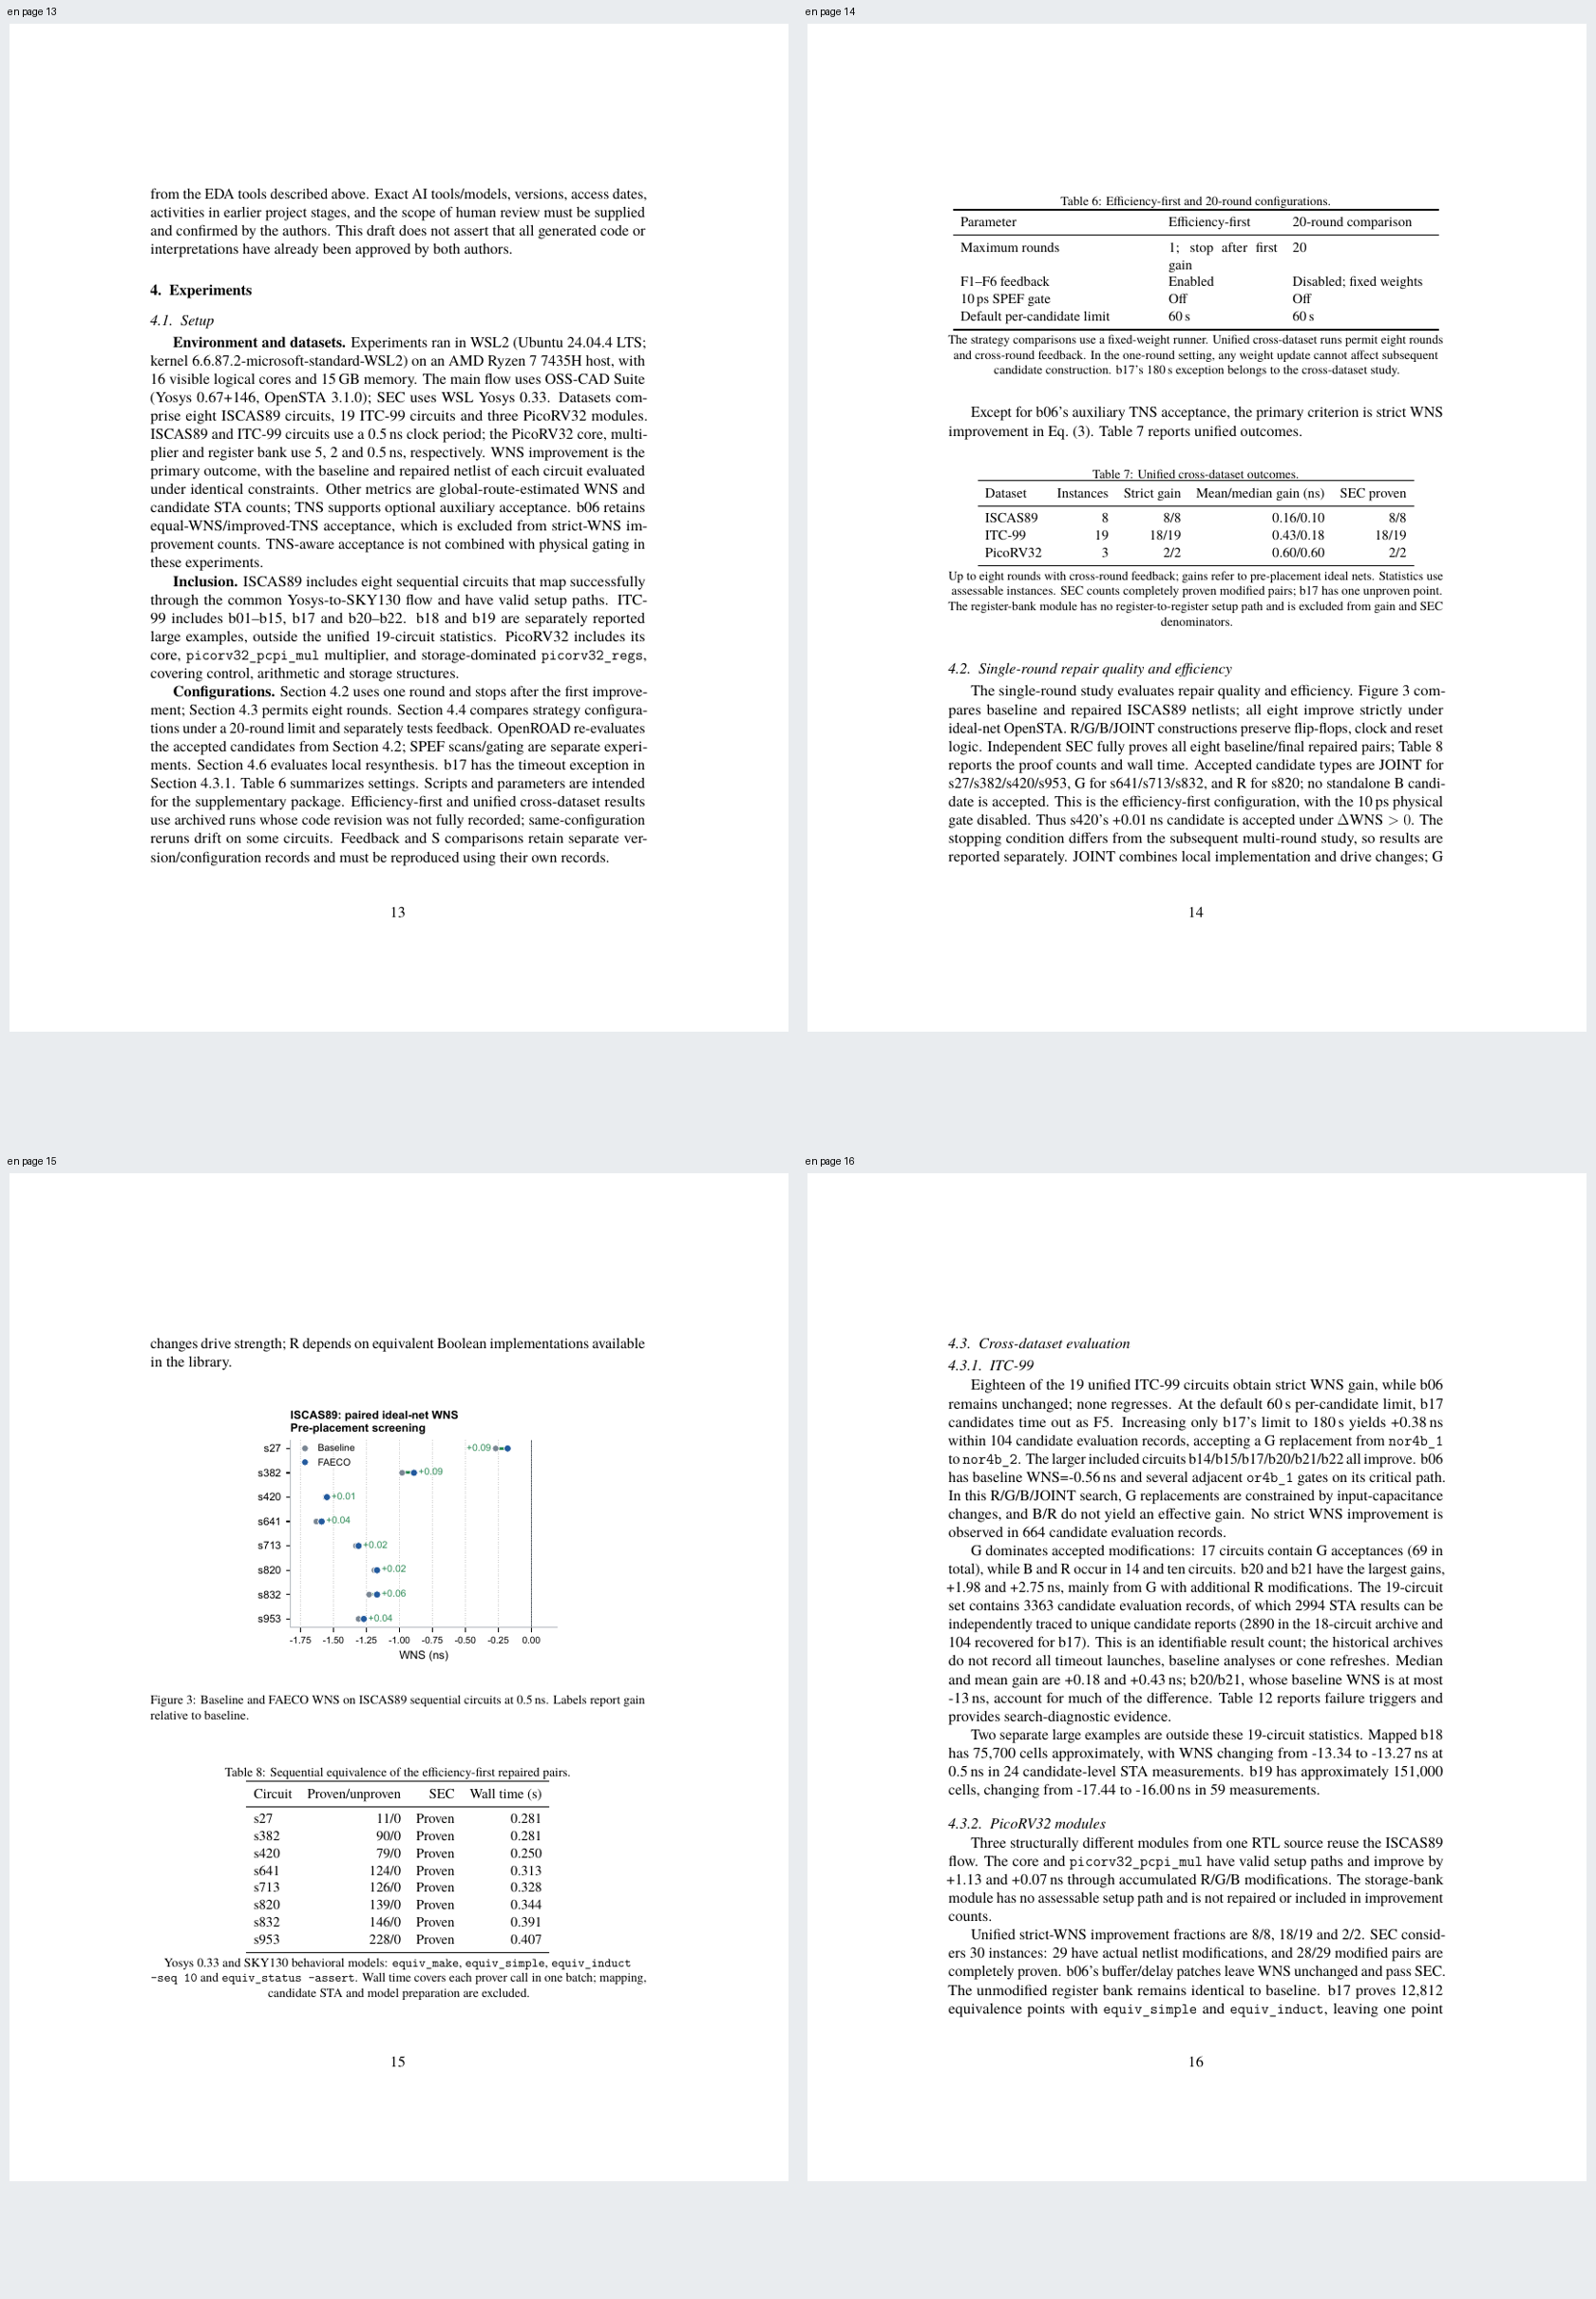 en page 13
from the EDA tools described above. Exact AI tools/models, versions, access dates,
activities in earlier project stages, and the scope of human review must be supplied
and confirmed by the authors. This draft does not assert that all generated code or
interpretations have already been approved by both authors.
4. Experiments
4.1. Setup
Environment and datasets. Experiments ran in WSL2 (Ubuntu 24.04.4 LTS;
kernel 6.6.87.2-microsoft-standard-WSL2) on an AMD Ryzen 7 7435H host, with
16 visible logical cores and 15 GB memory. The main flow uses OSS-CAD Suite
(Yosys 0.67+146, OpenSTA 3.1.0); SEC uses WSL Yosys 0.33. Datasets com-
prise eight ISCAS89 circuits, 19 ITC-99 circuits and three PicoRV32 modules.
ISCAS89 and ITC-99 circuits use a 0.5 ns clock period; the PicoRV32 core, multi-
plier and register bank use 5, 2 and 0.5 ns, respectively. WNS improvement is the
primary outcome, with the baseline and repaired netlist of each circuit evaluated
under identical constraints. Other metrics are global-route-estimated WNS and
candidate STA counts; TNS supports optional auxiliary acceptance. b06 retains
equal-WNS/improved-TNS acceptance, which is excluded from strict-WNS im-
provement counts. TNS-aware acceptance is not combined with physical gating in
these experiments.
Inclusion. ISCAS89 includes eight sequential circuits that map successfully
through the common Yosys-to-SKY130 flow and have valid setup paths. ITC-
99 includes b01–b15, b17 and b20–b22. b18 and b19 are separately reported
large examples, outside the unified 19-circuit statistics. PicoRV32 includes its
core, picorv32_pcpi_mul multiplier, and storage-dominated picorv32_regs,
covering control, arithmetic and storage structures.
Configurations. Section 4.2 uses one round and stops after the first improve-
ment; Section 4.3 permits eight rounds. Section 4.4 compares strategy configura-
tions under a 20-round limit and separately tests feedback. OpenROAD re-evaluates
the accepted candidates from Section 4.2; SPEF scans/gating are separate experi-
ments. Section 4.6 evaluates local resynthesis. b17 has the timeout exception in
Section 4.3.1. Table 6 summarizes settings. Scripts and parameters are intended
for the supplementary package. Efficiency-first and unified cross-dataset results
use archived runs whose code revision was not fully recorded; same-configuration
reruns drift on some circuits. Feedback and S comparisons retain separate ver-
sion/configuration records and must be reproduced using their own records.
13
en page 14
Table 6: Efficiency-first and 20-round configurations.
Parameter Efficiency-first 20-round comparison
Maximum rounds 1; stop after first 20
gain
F1–F6 feedback Enabled Disabled; fixed weights
10 ps SPEF gate Off Off
Default per-candidate limit 60 s 60 s
The strategy comparisons use a fixed-weight runner. Unified cross-dataset runs permit eight rounds
and cross-round feedback. In the one-round setting, any weight update cannot affect subsequent
candidate construction. b17's 180 s exception belongs to the cross-dataset study.
Except for b06's auxiliary TNS acceptance, the primary criterion is strict WNS
improvement in Eq. (3). Table 7 reports unified outcomes.
Table 7: Unified cross-dataset outcomes.
Dataset Instances Strict gain Mean/median gain (ns) SEC proven
ISCAS89 8 8/8 0.16/0.10 8/8
ITC-99 19 18/19 0.43/0.18 18/19
PicoRV32 3 2/2 0.60/0.60 2/2
Up to eight rounds with cross-round feedback; gains refer to pre-placement ideal nets. Statistics use
assessable instances. SEC counts completely proven modified pairs; b17 has one unproven point.
The register-bank module has no register-to-register setup path and is excluded from gain and SEC
denominators.
4.2. Single-round repair quality and efficiency
The single-round study evaluates repair quality and efficiency. Figure 3 com-
pares baseline and repaired ISCAS89 netlists; all eight improve strictly under
ideal-net OpenSTA. R/G/B/JOINT constructions preserve flip-flops, clock and reset
logic. Independent SEC fully proves all eight baseline/final repaired pairs; Table 8
reports the proof counts and wall time. Accepted candidate types are JOINT for
s27/s382/s420/s953, G for s641/s713/s832, and R for s820; no standalone B candi-
date is accepted. This is the efficiency-first configuration, with the 10 ps physical
gate disabled. Thus s420's +0.01 ns candidate is accepted under ΔWNS > 0. The
stopping condition differs from the subsequent multi-round study, so results are
reported separately. JOINT combines local implementation and drive changes; G
14
en page 15
changes drive strength; R depends on equivalent Boolean implementations available
in the library.
ISCAS89: paired ideal-net WNS
Pre-placement screening
s27 Baseline +0.09
FAECO
s382 +0.09
s420 +0.01
s641 +0.04
s713 +0.02
s820 +0.02
s832 +0.06
s953 +0.04
-1.75 -1.50 -1.25 -1.00 -0.75 -0.50 -0.25 0.00
WNS (ns)
Figure 3: Baseline and FAECO WNS on ISCAS89 sequential circuits at 0.5 ns. Labels report gain
relative to baseline.
Table 8: Sequential equivalence of the efficiency-first repaired pairs.
Circuit Proven/unproven SEC Wall time (s)
s27 11/0 Proven 0.281
s382 90/0 Proven 0.281
s420 79/0 Proven 0.250
s641 124/0 Proven 0.313
s713 126/0 Proven 0.328
s820 139/0 Proven 0.344
s832 146/0 Proven 0.391
s953 228/0 Proven 0.407
Yosys 0.33 and SKY130 behavioral models: equiv_make, equiv_simple, equiv_induct
-seq 10 and equiv_status -assert. Wall time covers each prover call in one batch; mapping,
candidate STA and model preparation are excluded.
15
en page 16
4.3. Cross-dataset evaluation
4.3.1. ITC-99
Eighteen of the 19 unified ITC-99 circuits obtain strict WNS gain, while b06
remains unchanged; none regresses. At the default 60 s per-candidate limit, b17
candidates time out as F5. Increasing only b17's limit to 180 s yields +0.38 ns
within 104 candidate evaluation records, accepting a G replacement from nor4b_1
to nor4b_2. The larger included circuits b14/b15/b17/b20/b21/b22 all improve. b06
has baseline WNS=-0.56 ns and several adjacent or4b_1 gates on its critical path.
In this R/G/B/JOINT search, G replacements are constrained by input-capacitance
changes, and B/R do not yield an effective gain. No strict WNS improvement is
observed in 664 candidate evaluation records.
G dominates accepted modifications: 17 circuits contain G acceptances (69 in
total), while B and R occur in 14 and ten circuits. b20 and b21 have the largest gains,
+1.98 and +2.75 ns, mainly from G with additional R modifications. The 19-circuit
set contains 3363 candidate evaluation records, of which 2994 STA results can be
independently traced to unique candidate reports (2890 in the 18-circuit archive and
104 recovered for b17). This is an identifiable result count; the historical archives
do not record all timeout launches, baseline analyses or cone refreshes. Median
and mean gain are +0.18 and +0.43 ns; b20/b21, whose baseline WNS is at most
-13 ns, account for much of the difference. Table 12 reports failure triggers and
provides search-diagnostic evidence.
Two separate large examples are outside these 19-circuit statistics. Mapped b18
has 75,700 cells approximately, with WNS changing from -13.34 to -13.27 ns at
0.5 ns in 24 candidate-level STA measurements. b19 has approximately 151,000
cells, changing from -17.44 to -16.00 ns in 59 measurements.
4.3.2. PicoRV32 modules
Three structurally different modules from one RTL source reuse the ISCAS89
flow. The core and picorv32_pcpi_mul have valid setup paths and improve by
+1.13 and +0.07 ns through accumulated R/G/B modifications. The storage-bank
module has no assessable setup path and is not repaired or included in improvement
counts.
Unified strict-WNS improvement fractions are 8/8, 18/19 and 2/2. SEC consid-
ers 30 instances: 29 have actual netlist modifications, and 28/29 modified pairs are
completely proven. b06's buffer/delay patches leave WNS unchanged and pass SEC.
The unmodified register bank remains identical to baseline. b17 proves 12,812
equivalence points with equiv_simple and equiv_induct, leaving one point
16